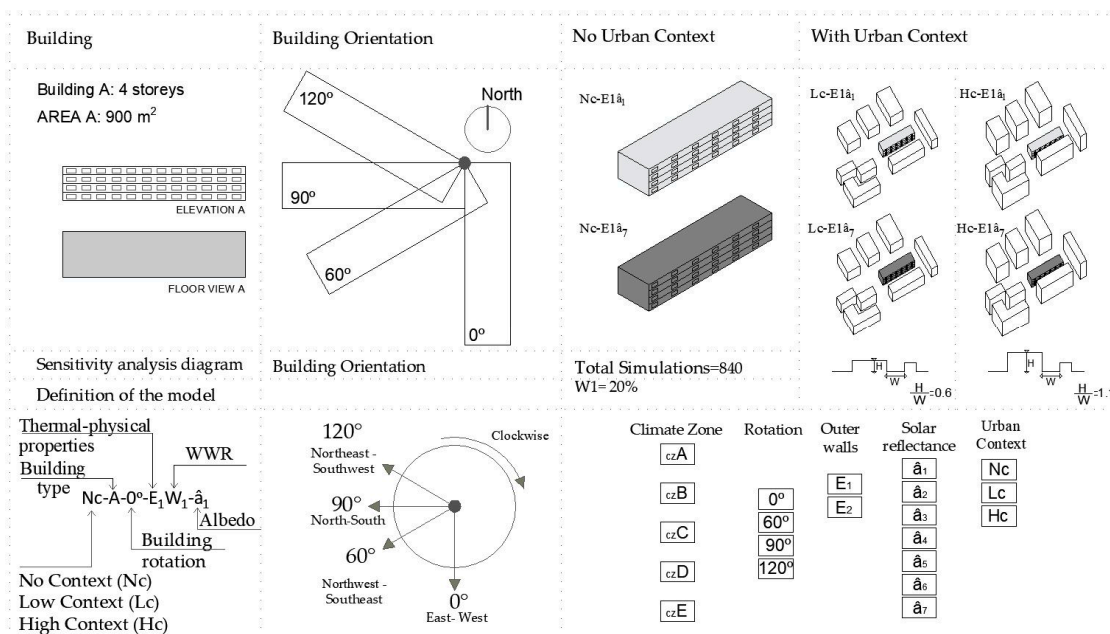 Building
Building Orientation
No Urban Context
With Urban Context
Building A: 4 storeys
AREA A: 900 m²
ELEVATION A
FLOOR VIEW A
120º
North
90º
60º
0º
Nc-E1â₁
Nc-E1â₇
Lc-E1â₁
Hc-E1â₁
Lc-E1â₇
Hc-E1â₇
H
W
H
W
H/W=0.6
H/W=1.
Sensitivity analysis diagram
Building Orientation
Total Simulations=840
W1= 20%
Definition of the model
Thermal-physical
properties
Building
type
WWR
Nc-A-0º-E₁W₁-â₁
Albedo
Building
rotation
No Context (Nc)
Low Context (Lc)
High Context (Hc)
120°
Northeast -
Southwest
Clockwise
90°
North-South
60°
Northwest -
Southeast
0°
East- West
Climate Zone
czA
czB
czC
czD
czE
Rotation
0º
60º
90º
120º
Outer
walls
E₁
E₂
Solar
reflectance
â₁
â₂
â₃
â₄
â₅
â₆
â₇
Urban
Context
Nc
Lc
Hc